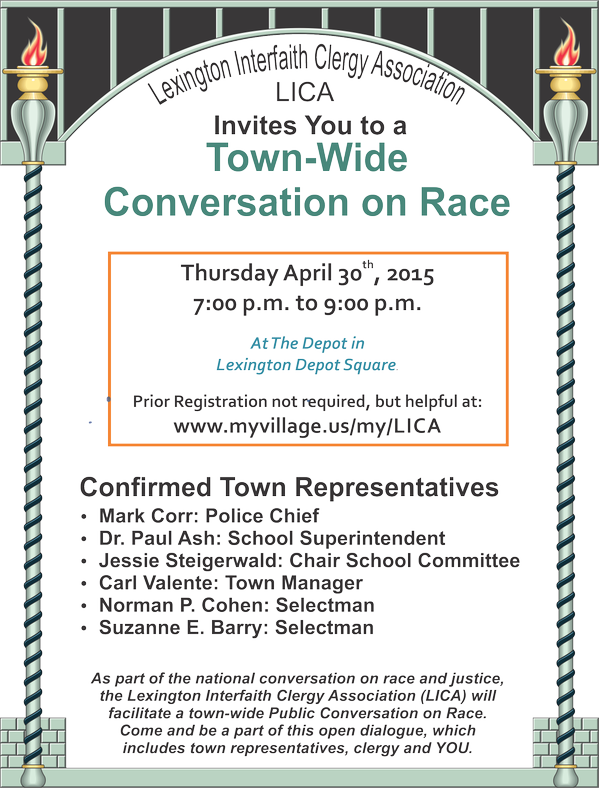 Lexington Interfaith Clergy Association
LICA
Invites You to a
Town-Wide
Conversation on Race
Thursday April 30th, 2015
7:00 p.m. to 9:00 p.m.
At The Depot in
Lexington Depot Square
Prior Registration not required, but helpful at:
www.myvillage.us/my/LICA
Confirmed Town Representatives
• Mark Corr: Police Chief
• Dr. Paul Ash: School Superintendent
• Jessie Steigerwald: Chair School Committee
• Carl Valente: Town Manager
• Norman P. Cohen: Selectman
• Suzanne E. Barry: Selectman
As part of the national conversation on race and justice,
the Lexington Interfaith Clergy Association (LICA) will
facilitate a town-wide Public Conversation on Race.
Come and be a part of this open dialogue, which
includes town representatives, clergy and YOU.